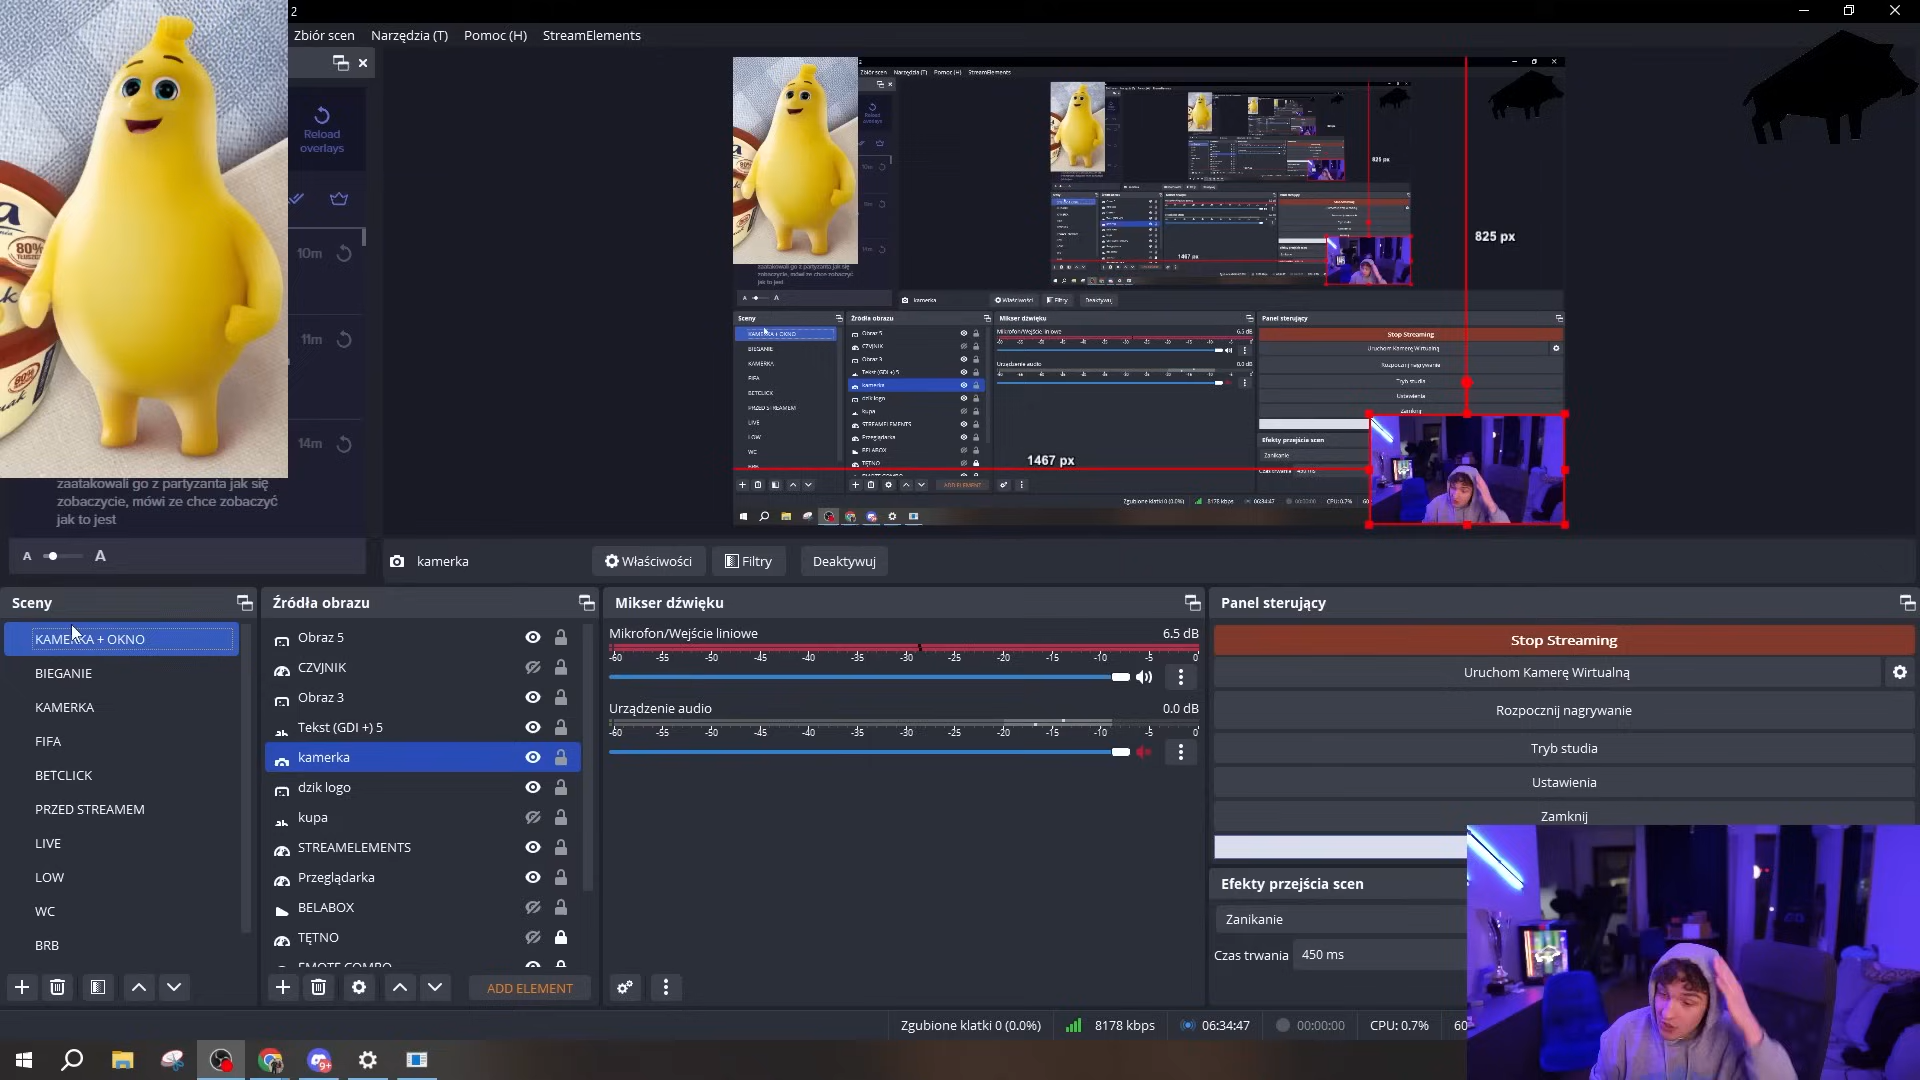 2
Zbiór scen
Narzędzia (T)
Pomoc (H)
StreamElements
Reload
overlays
10m
11m
14m
80%
zaatakowali go z partyzanta jak się
zobaczycie, mówi ze chce zobaczyć
jak to jest
A A
825 px
1467 px
kamerka
Właściwości
Filtry
Deaktywuj
Sceny
KAMERKA + OKNO
BIEGANIE
KAMERKA
FIFA
BETCLICK
PRZED STREAMEM
LIVE
LOW
WC
BRB
Źródła obrazu
Obraz 5
CZVJNIK
Obraz 3
Tekst (GDI +) 5
kamerka
dzik logo
kupa
STREAMELEMENTS
Przeglądarka
BELABOX
TĘTNO
EMOTE COMBO
ADD ELEMENT
Mikser dźwięku
Mikrofon/Wejście liniowe 6.5 dB
-60 -55 -50 -45 -40 -35 -30 -25 -20 -15 -10 -5 0
Urządzenie audio 0.0 dB
-60 -55 -50 -45 -40 -35 -30 -25 -20 -15 -10 -5 0
Panel sterujący
Stop Streaming
Uruchom Kamerę Wirtualną
Rozpocznij nagrywanie
Tryb studia
Ustawienia
Zamknij
Efekty przejścia scen
Zanikanie
Czas trwania 450 ms
Zgubione klatki 0 (0.0%) 8178 kbps 06:34:47 00:00:00 CPU: 0.7% 60
9+